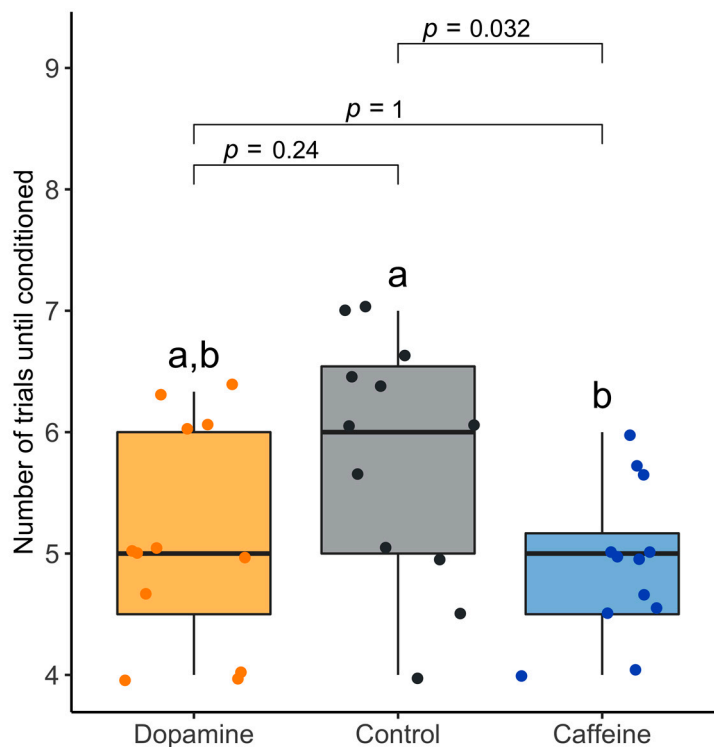 p = 0.032
9
p = 1
p = 0.24
8
a
7
a,b
b
6
5
4
Number of trials until conditioned
Dopamine Control Caffeine